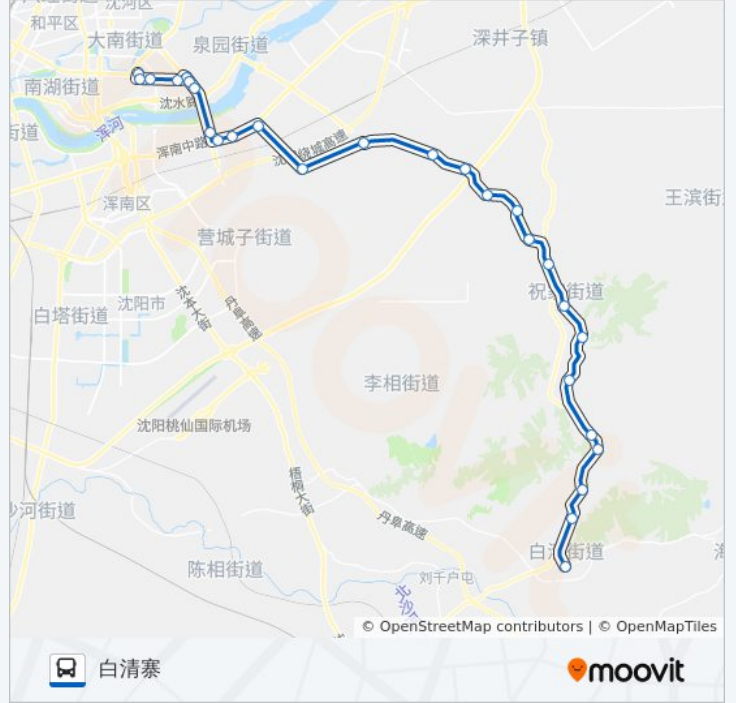 沈河区
和平区
大南街道
泉园街道
深井子镇
南湖街道
沈水
街道
浑河
浑南中路
绕城高速
浑南区
王滨街
营城子街道
祝家街道
沈本大街
丹阜高速
白塔街道
沈阳市
李相街道
沈阳桃仙国际机场
梧桐大街
沙河街道
丹阜高速
白清街道
陈相街道
刘千户屯
北沙
© OpenStreetMap contributors | © OpenMapTiles
白清寨
moovit